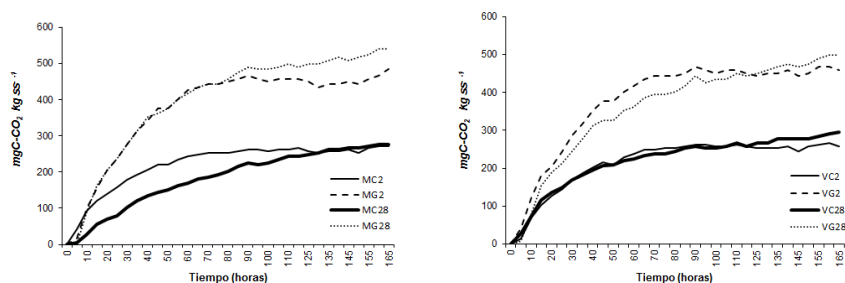 600
500
400
300
200
100
0
mgC-CO₂ kg ss ⁻¹
MC2
MG2
MC28
MG28
0 10 20 30 40 50 60 70 80 90 100 110 125 135 145 155 165
Tiempo (horas)
600
500
400
300
200
100
0
mgC-CO₂ kg ss ⁻¹
VC2
VG2
VC28
VG28
0 10 20 30 40 50 60 70 80 90 100 110 125 135 145 155 165
Tiempo (horas)